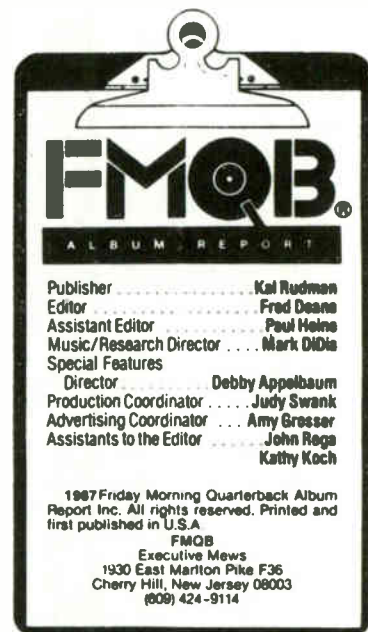 FMQB®
ALBUM REPORT
Publisher .......... Kal Rudman
Editor .......... Fred Deane
Assistant Editor .......... Paul Heine
Music/Research Director .... Mark DiDia
Special Features
Director .......... Debby Appelbaum
Production Coordinator ..... Judy Swank
Advertising Coordinator ... Amy Grosser
Assistants to the Editor ....... John Rega
Kathy Koch
1987 Friday Morning Quarterback Album
Report Inc. All rights reserved. Printed and
first published in U.S.A
FMQB
Executive Mews
1930 East Marlton Pike F36
Cherry Hill, New Jersey 08003
(609) 424-9114